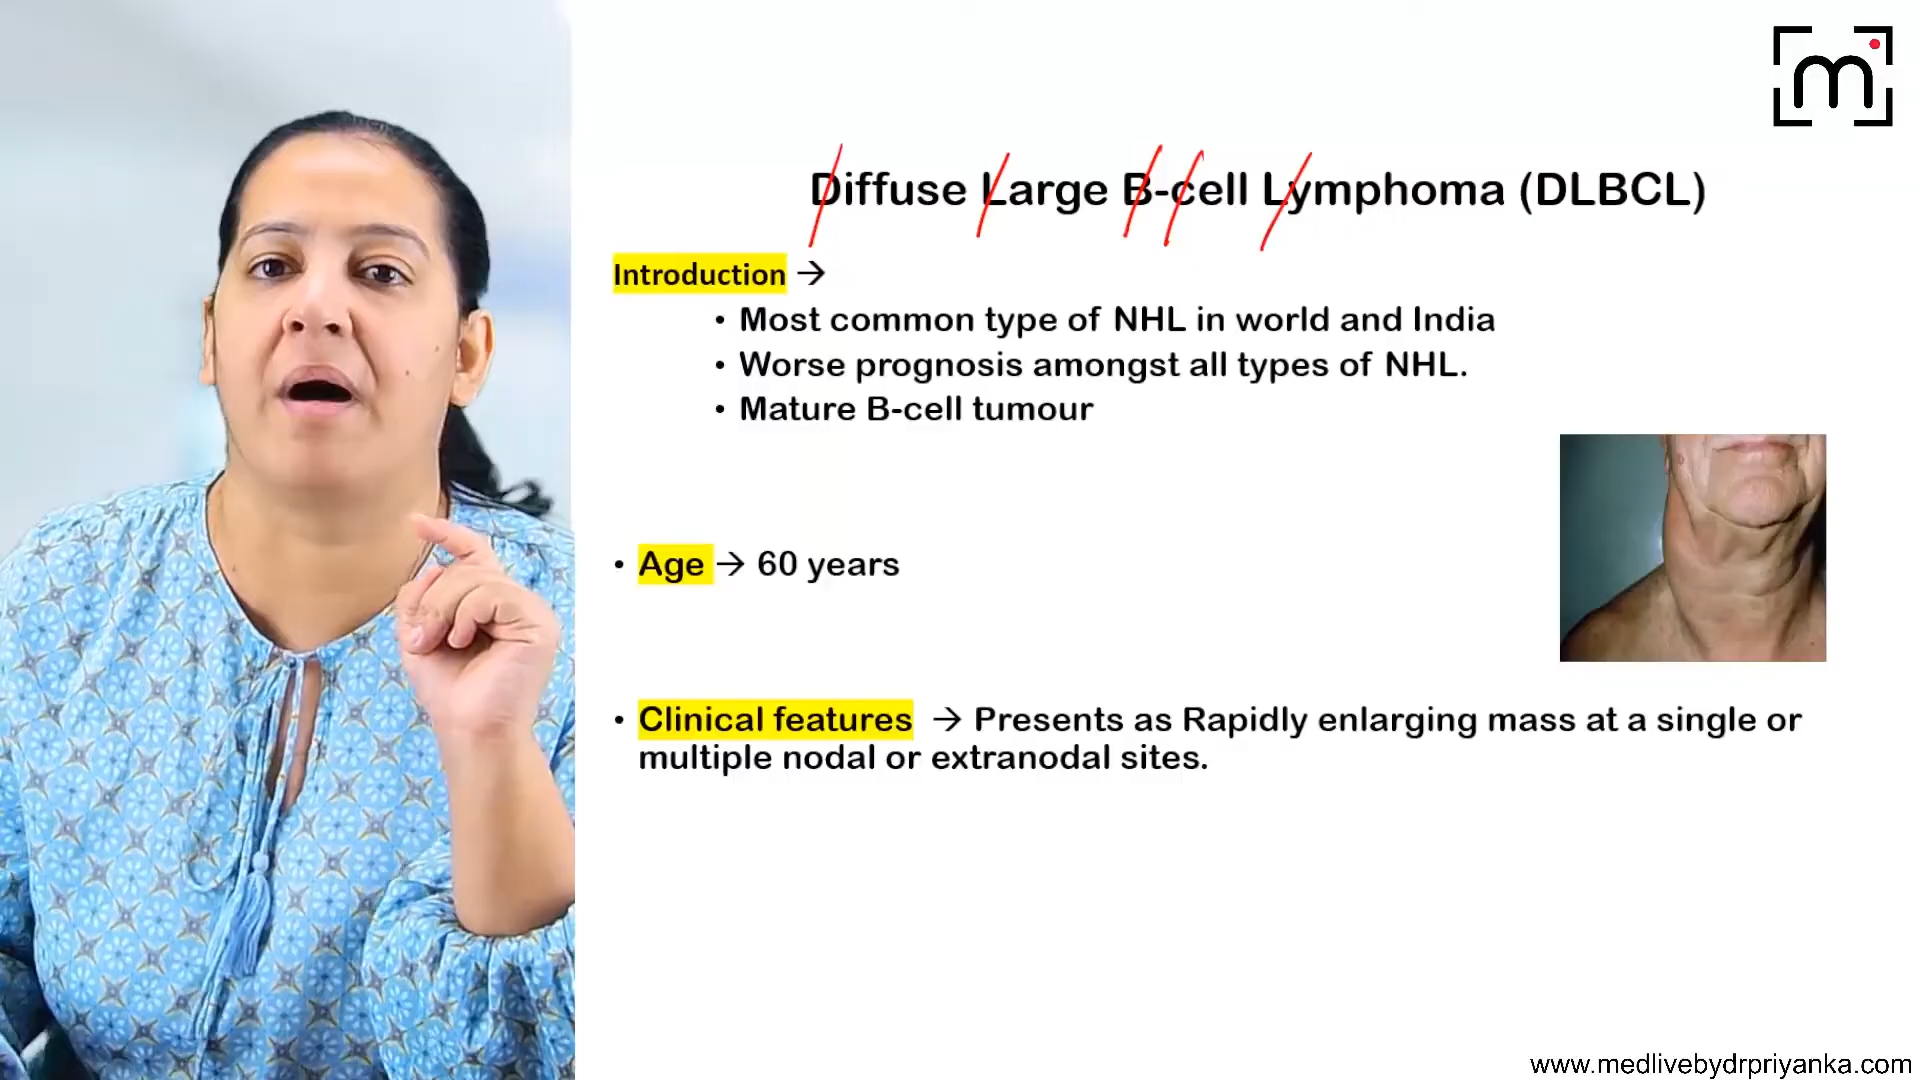 m
Diffuse Large B-cell Lymphoma (DLBCL)
Introduction →
• Most common type of NHL in world and India
• Worse prognosis amongst all types of NHL.
• Mature B-cell tumour
• Age → 60 years
• Clinical features → Presents as Rapidly enlarging mass at a single or
multiple nodal or extranodal sites.
www.medlivebydrpriyanka.com